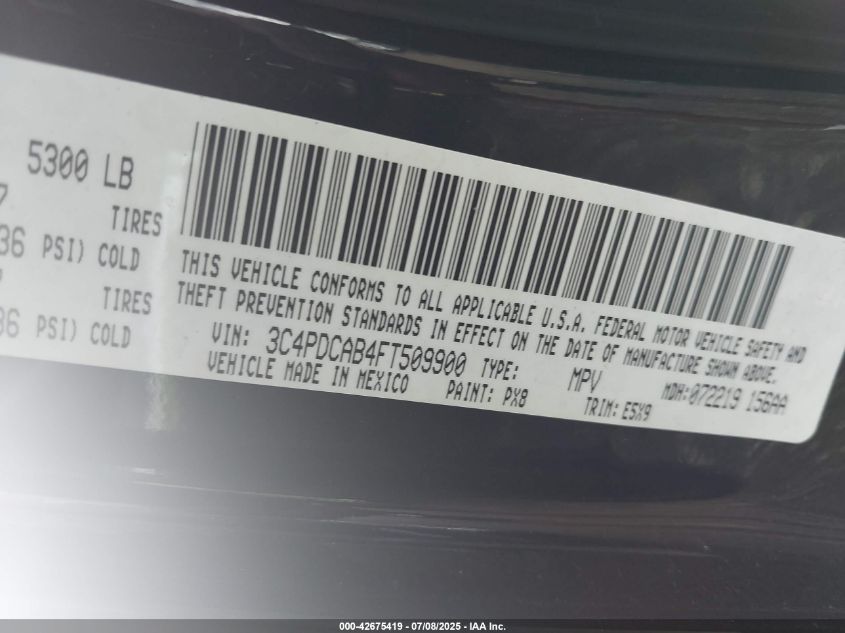 5300 LB
7
TIRES
36 PSI) COLD
TIRES
36 PSI) COLD
THIS VEHICLE CONFORMS TO ALL APPLICABLE U.S.A. FEDERAL MOTOR VEHICLE SAFETY AND
THEFT PREVENTION STANDARDS IN EFFECT ON THE DATE OF MANUFACTURE SHOWN ABOVE.
VIN: 3C4PDCAB4FT509900 TYPE: MPV MDH:072219 156AA
VEHICLE MADE IN MEXICO PAINT: PX8 TRIM: E5X9
000-42675419 - 07/08/2025 - IAA Inc.